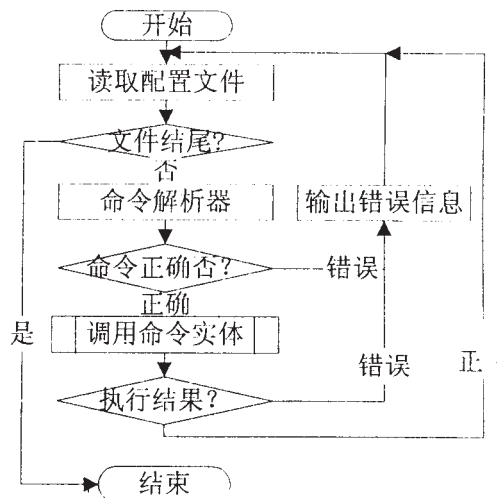 开始
读取配置文件
文件结尾?
否
命令解析器
输出错误信息
命令正确否?
错误
正确
调用命令实体
是
错误
正
执行结果?
结束